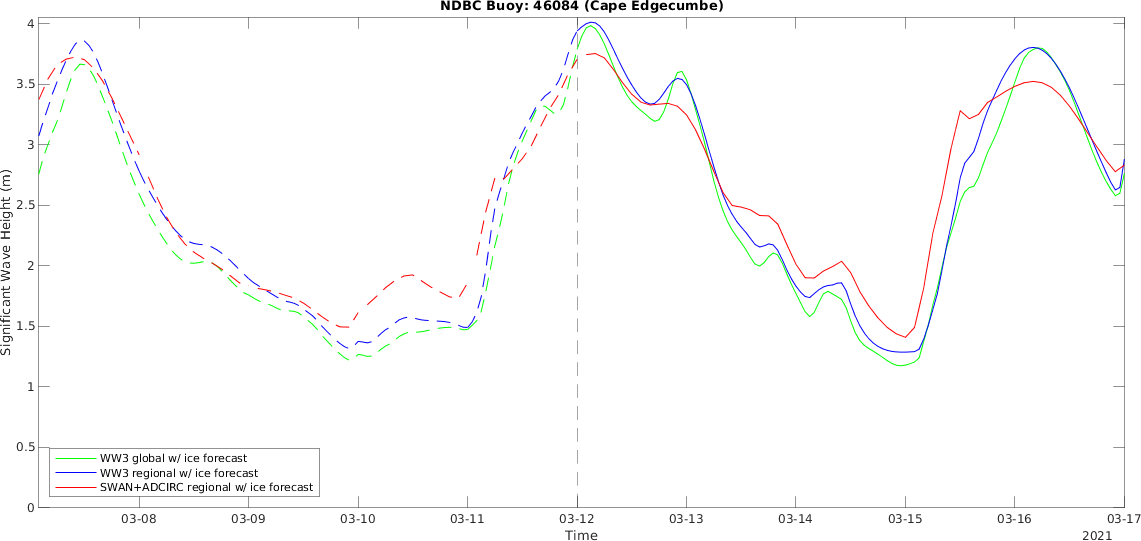 NDBC Buoy: 46084 (Cape Edgecumbe)
4
3.5
3
2.5
2
1.5
1
0.5
0
Significant Wave Height (m)
WW3 global w/ ice forecast
WW3 regional w/ ice forecast
SWAN+ADCIRC regional w/ ice forecast
03-08 03-09 03-10 03-11 03-12 03-13 03-14 03-15 03-16 03-17
Time
2021